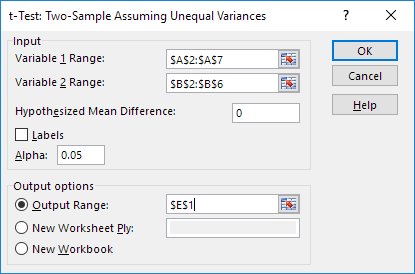 t-Test: Two-Sample Assuming Unequal Variances
Input
Variable 1 Range: $A$2:$A$7
Variable 2 Range: $B$2:$B$6
Hypothesized Mean Difference: 0
Labels
Alpha: 0.05
Output options
Output Range: $E$1
New Worksheet Ply:
New Workbook
OK
Cancel
Help